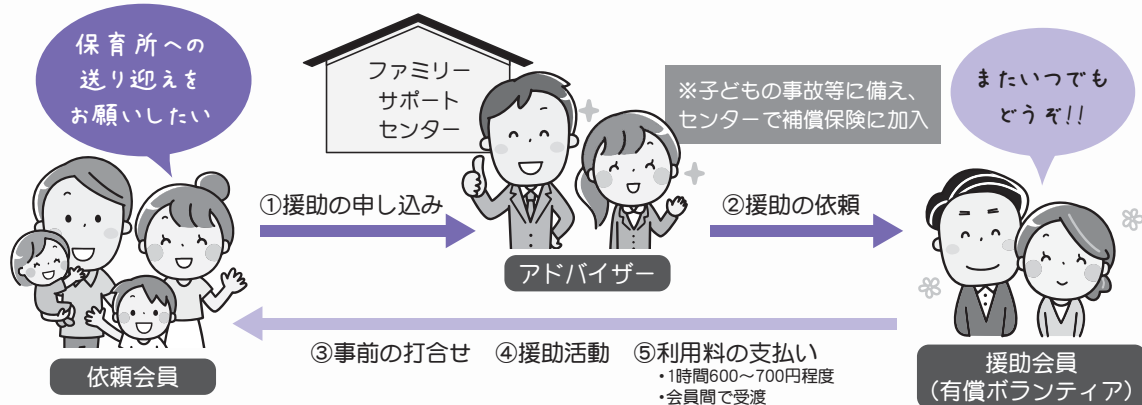 保育所への
送り迎えを
お願いしたい
ファミリー
サポート
センター
※子どもの事故等に備え、
センターで補償保険に加入
またいつでも
どうぞ!!
①援助の申し込み
②援助の依頼
アドバイザー
③事前の打合せ ④援助活動 ⑤利用料の支払い
・1時間600～700円程度
・会員間で受渡
依頼会員
援助会員
（有償ボランティア）